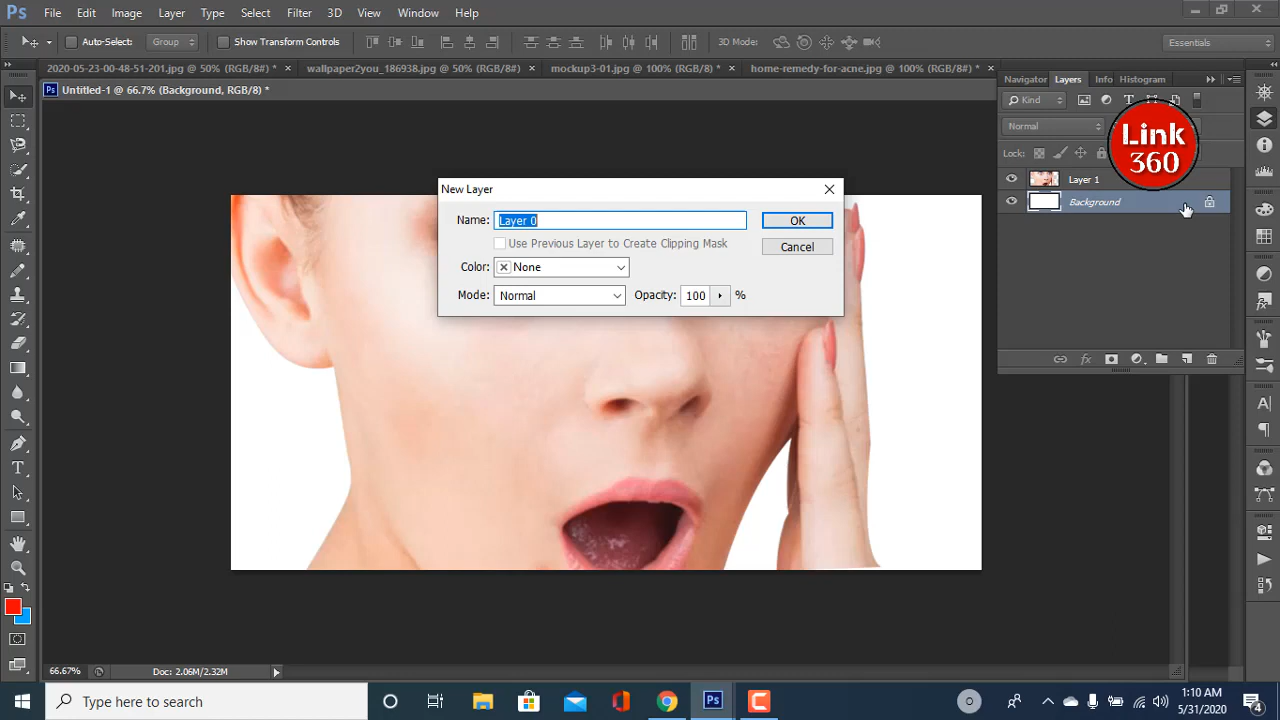 Ps File Edit Image Layer Type Select Filter 3D View Window Help
Auto-Select: Group Show Transform Controls 3D Mode: Essentials
2020-05-23-00-48-51-201.jpg @ 50% (RGB/8#) * × wallpaper2you_186938.jpg @ 50% (RGB/8#) × mockup3-01.jpg @ 100% (RGB/8*) * × home-remedy-for-acne.jpg @ 100% (RGB/8#) * ×
Ps Untitled-1 @ 66.7% (Background, RGB/8) *
Navigator Layers Info Histogram
Kind
Normal
Lock:
Link
360
Layer 1
Background
New Layer
Name: Layer 0 OK
Use Previous Layer to Create Clipping Mask Cancel
Color: None
Mode: Normal Opacity: 100 %
66.67% Doc: 2.06M/2.32M
Type here to search
Ps
1:10 AM
5/31/2020
4